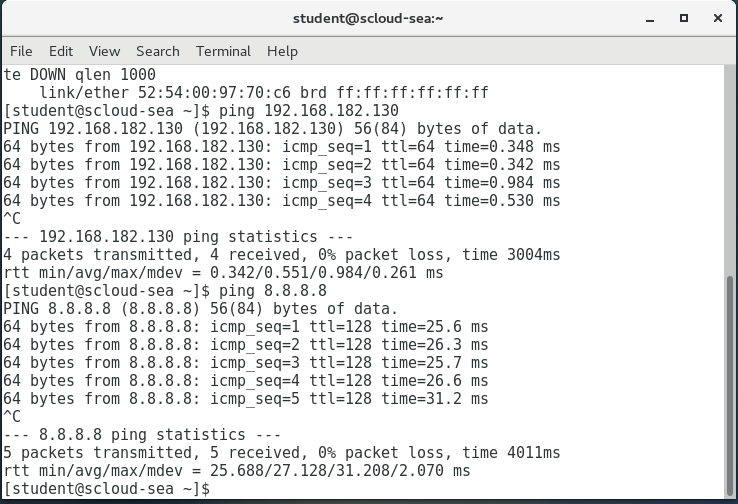 student@scloud-sea:~
File Edit View Search Terminal Help
te DOWN qlen 1000
    link/ether 52:54:00:97:70:c6 brd ff:ff:ff:ff:ff:ff
[student@scloud-sea ~]$ ping 192.168.182.130
PING 192.168.182.130 (192.168.182.130) 56(84) bytes of data.
64 bytes from 192.168.182.130: icmp_seq=1 ttl=64 time=0.348 ms
64 bytes from 192.168.182.130: icmp_seq=2 ttl=64 time=0.342 ms
64 bytes from 192.168.182.130: icmp_seq=3 ttl=64 time=0.984 ms
64 bytes from 192.168.182.130: icmp_seq=4 ttl=64 time=0.530 ms
^C
--- 192.168.182.130 ping statistics ---
4 packets transmitted, 4 received, 0% packet loss, time 3004ms
rtt min/avg/max/mdev = 0.342/0.551/0.984/0.261 ms
[student@scloud-sea ~]$ ping 8.8.8.8
PING 8.8.8.8 (8.8.8.8) 56(84) bytes of data.
64 bytes from 8.8.8.8: icmp_seq=1 ttl=128 time=25.6 ms
64 bytes from 8.8.8.8: icmp_seq=2 ttl=128 time=26.3 ms
64 bytes from 8.8.8.8: icmp_seq=3 ttl=128 time=25.7 ms
64 bytes from 8.8.8.8: icmp_seq=4 ttl=128 time=26.6 ms
64 bytes from 8.8.8.8: icmp_seq=5 ttl=128 time=31.2 ms
^C
--- 8.8.8.8 ping statistics ---
5 packets transmitted, 5 received, 0% packet loss, time 4011ms
rtt min/avg/max/mdev = 25.688/27.128/31.208/2.070 ms
[student@scloud-sea ~]$